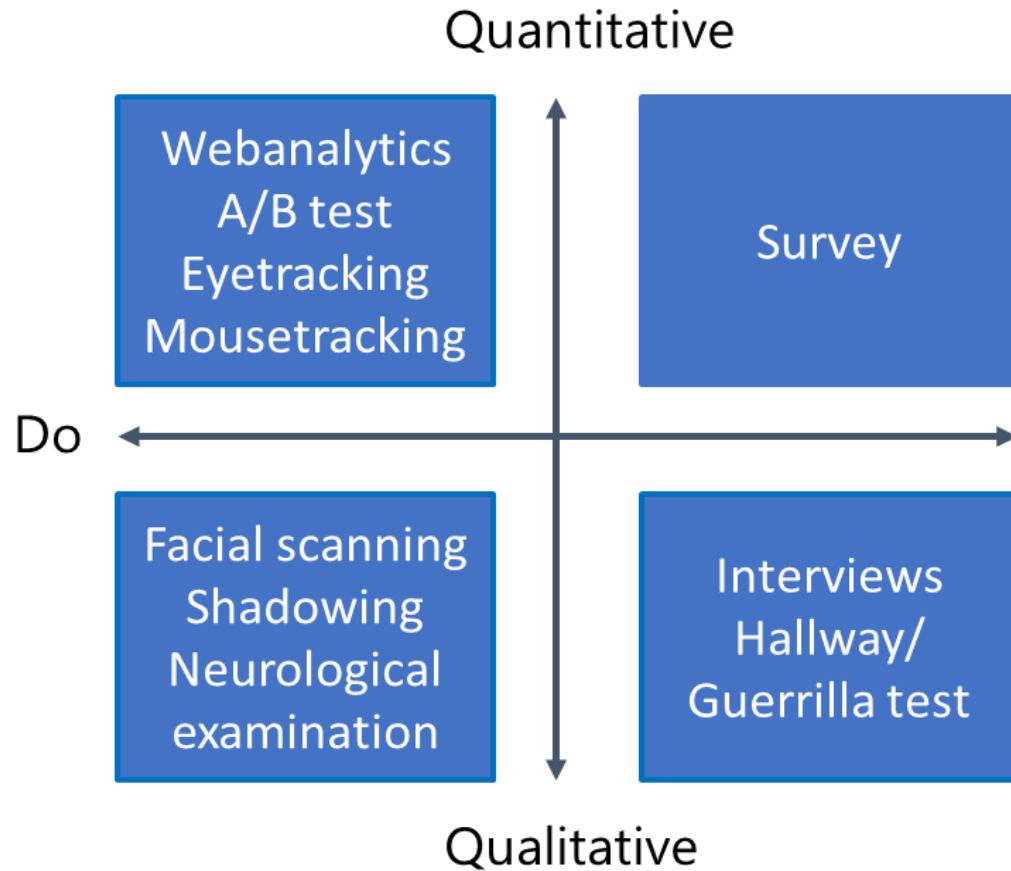 Quantitative
Webanalytics
A/B test
Eyetracking
Mousetracking
Survey
Do
Facial scanning
Shadowing
Neurological
examination
Interviews
Hallway/
Guerrilla test
Qualitative